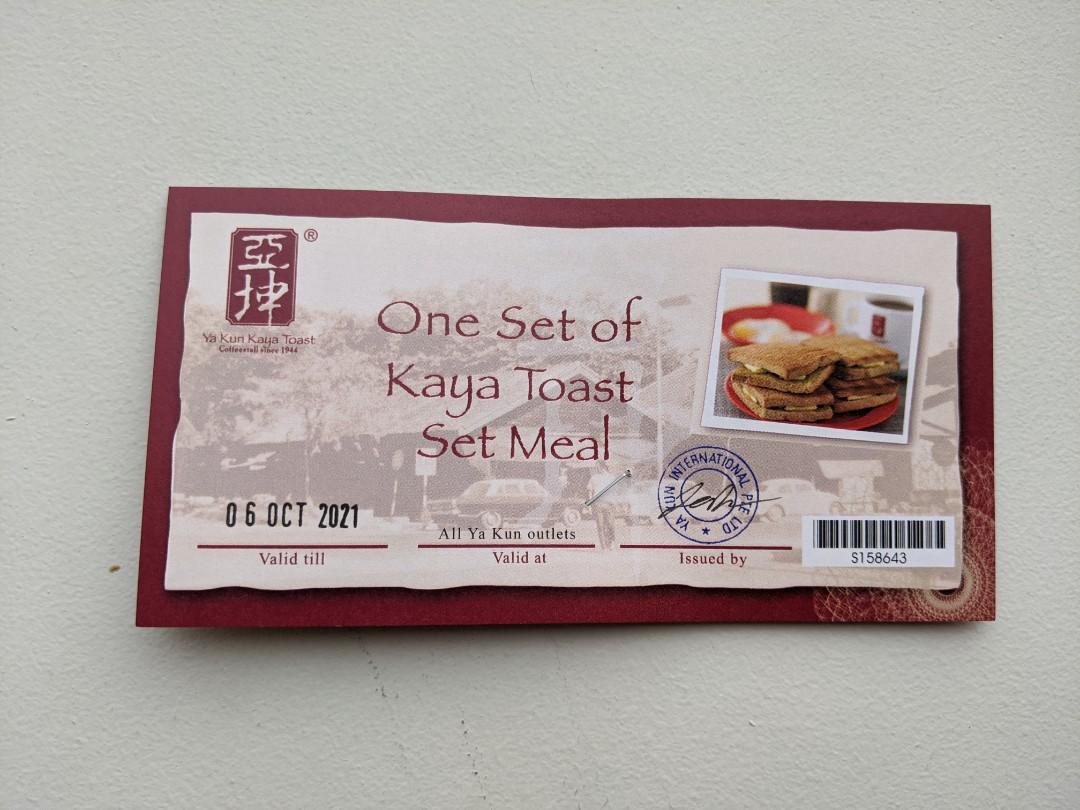 亞坤
®
Ya Kun Kaya Toast
Coffeestall since 1944
One Set of
Kaya Toast
Set Meal
YA KUN INTERNATIONAL PTE LTD
06 OCT 2021
All Ya Kun outlets
Valid till
Valid at
Issued by
S158643